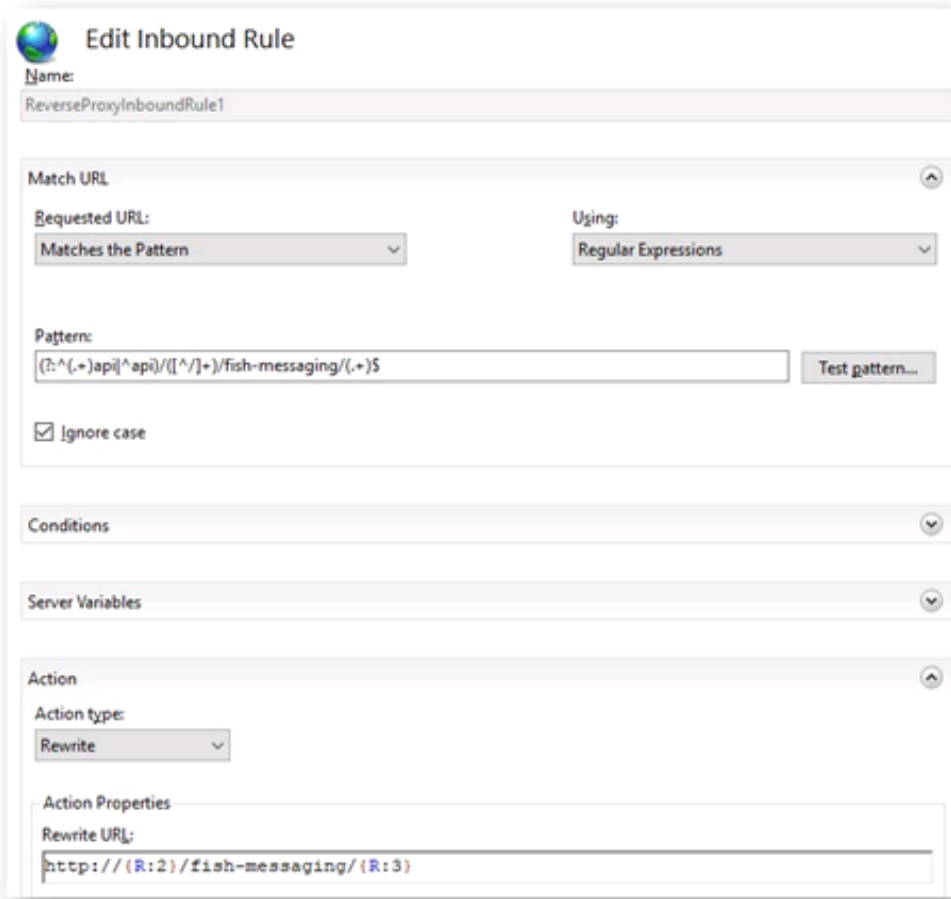 Edit Inbound Rule
Name:
ReverseProxyInboundRule1
Match URL
Requested URL: Using:
Matches the Pattern Regular Expressions
Pattern:
(?:^(.+)api|^api)/([^/]+)/fish-messaging/(.+)$ Test pattern...
Ignore case
Conditions
Server Variables
Action
Action type:
Rewrite
Action Properties
Rewrite URL:
http://{R:2}/fish-messaging/{R:3}